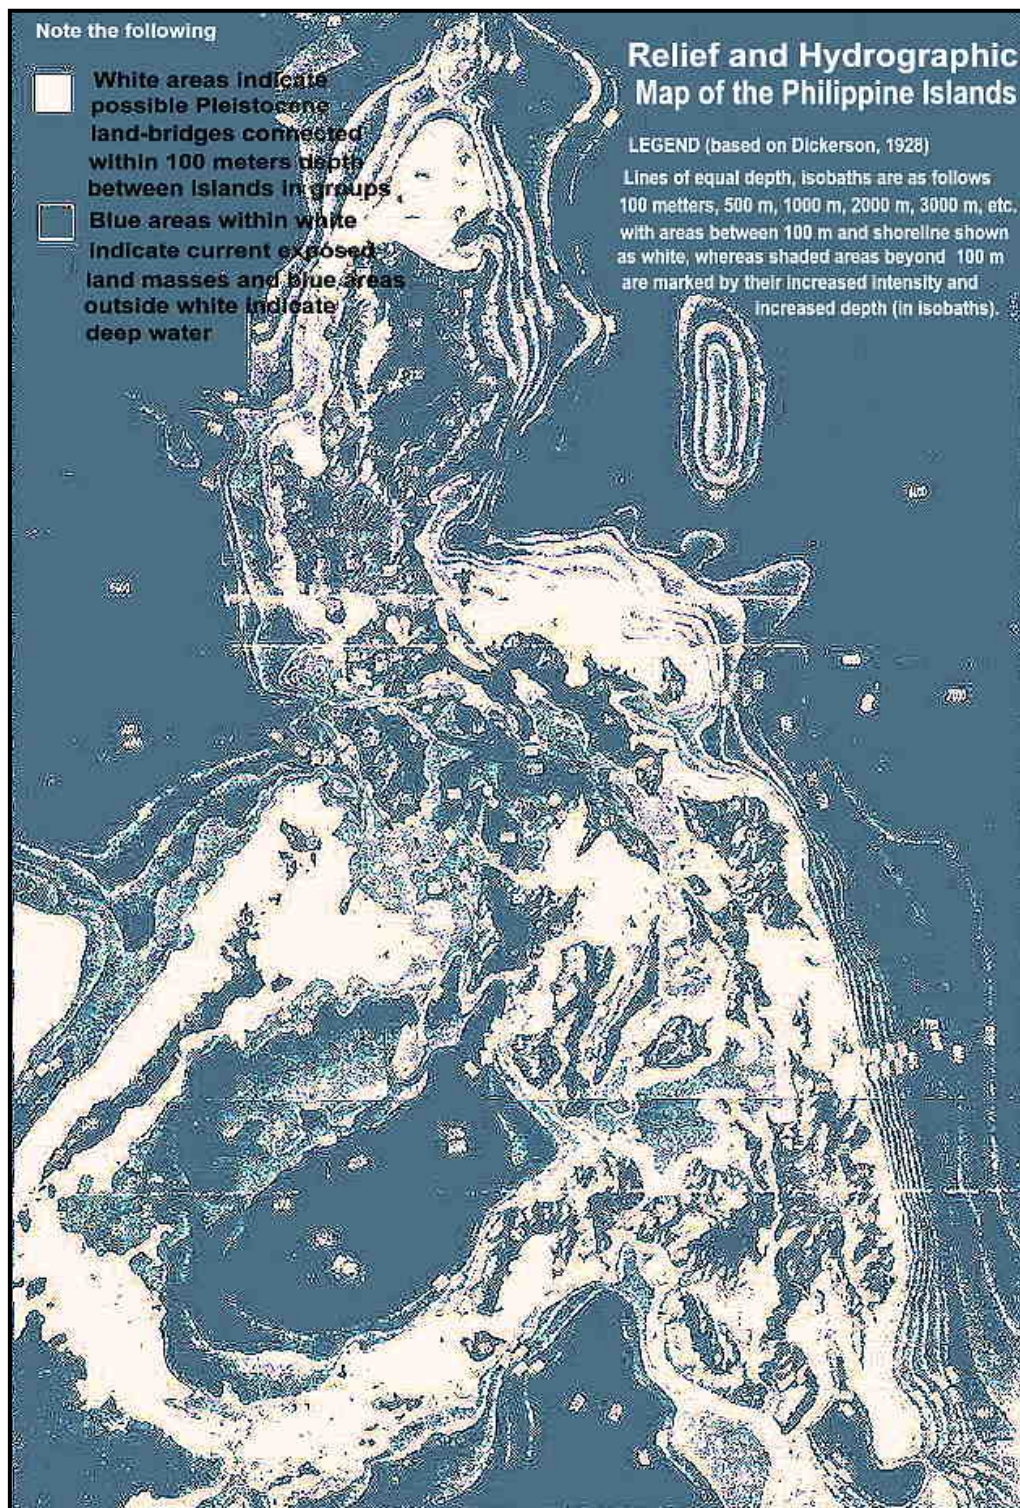 Note the following
White areas indicate
possible Pleistocene
land-bridges connected
within 100 meters depth
between Islands in groups
Blue areas within white
indicate current exposed
land masses and blue areas
outside white indicate
deep water
Relief and Hydrographic
Map of the Philippine Islands
LEGEND (based on Dickerson, 1928)
Lines of equal depth, isobaths are as follows
100 metters, 500 m, 1000 m, 2000 m, 3000 m, etc.
with areas between 100 m and shoreline shown
as white, whereas shaded areas beyond 100 m
are marked by their increased intensity and
increased depth (in isobaths).